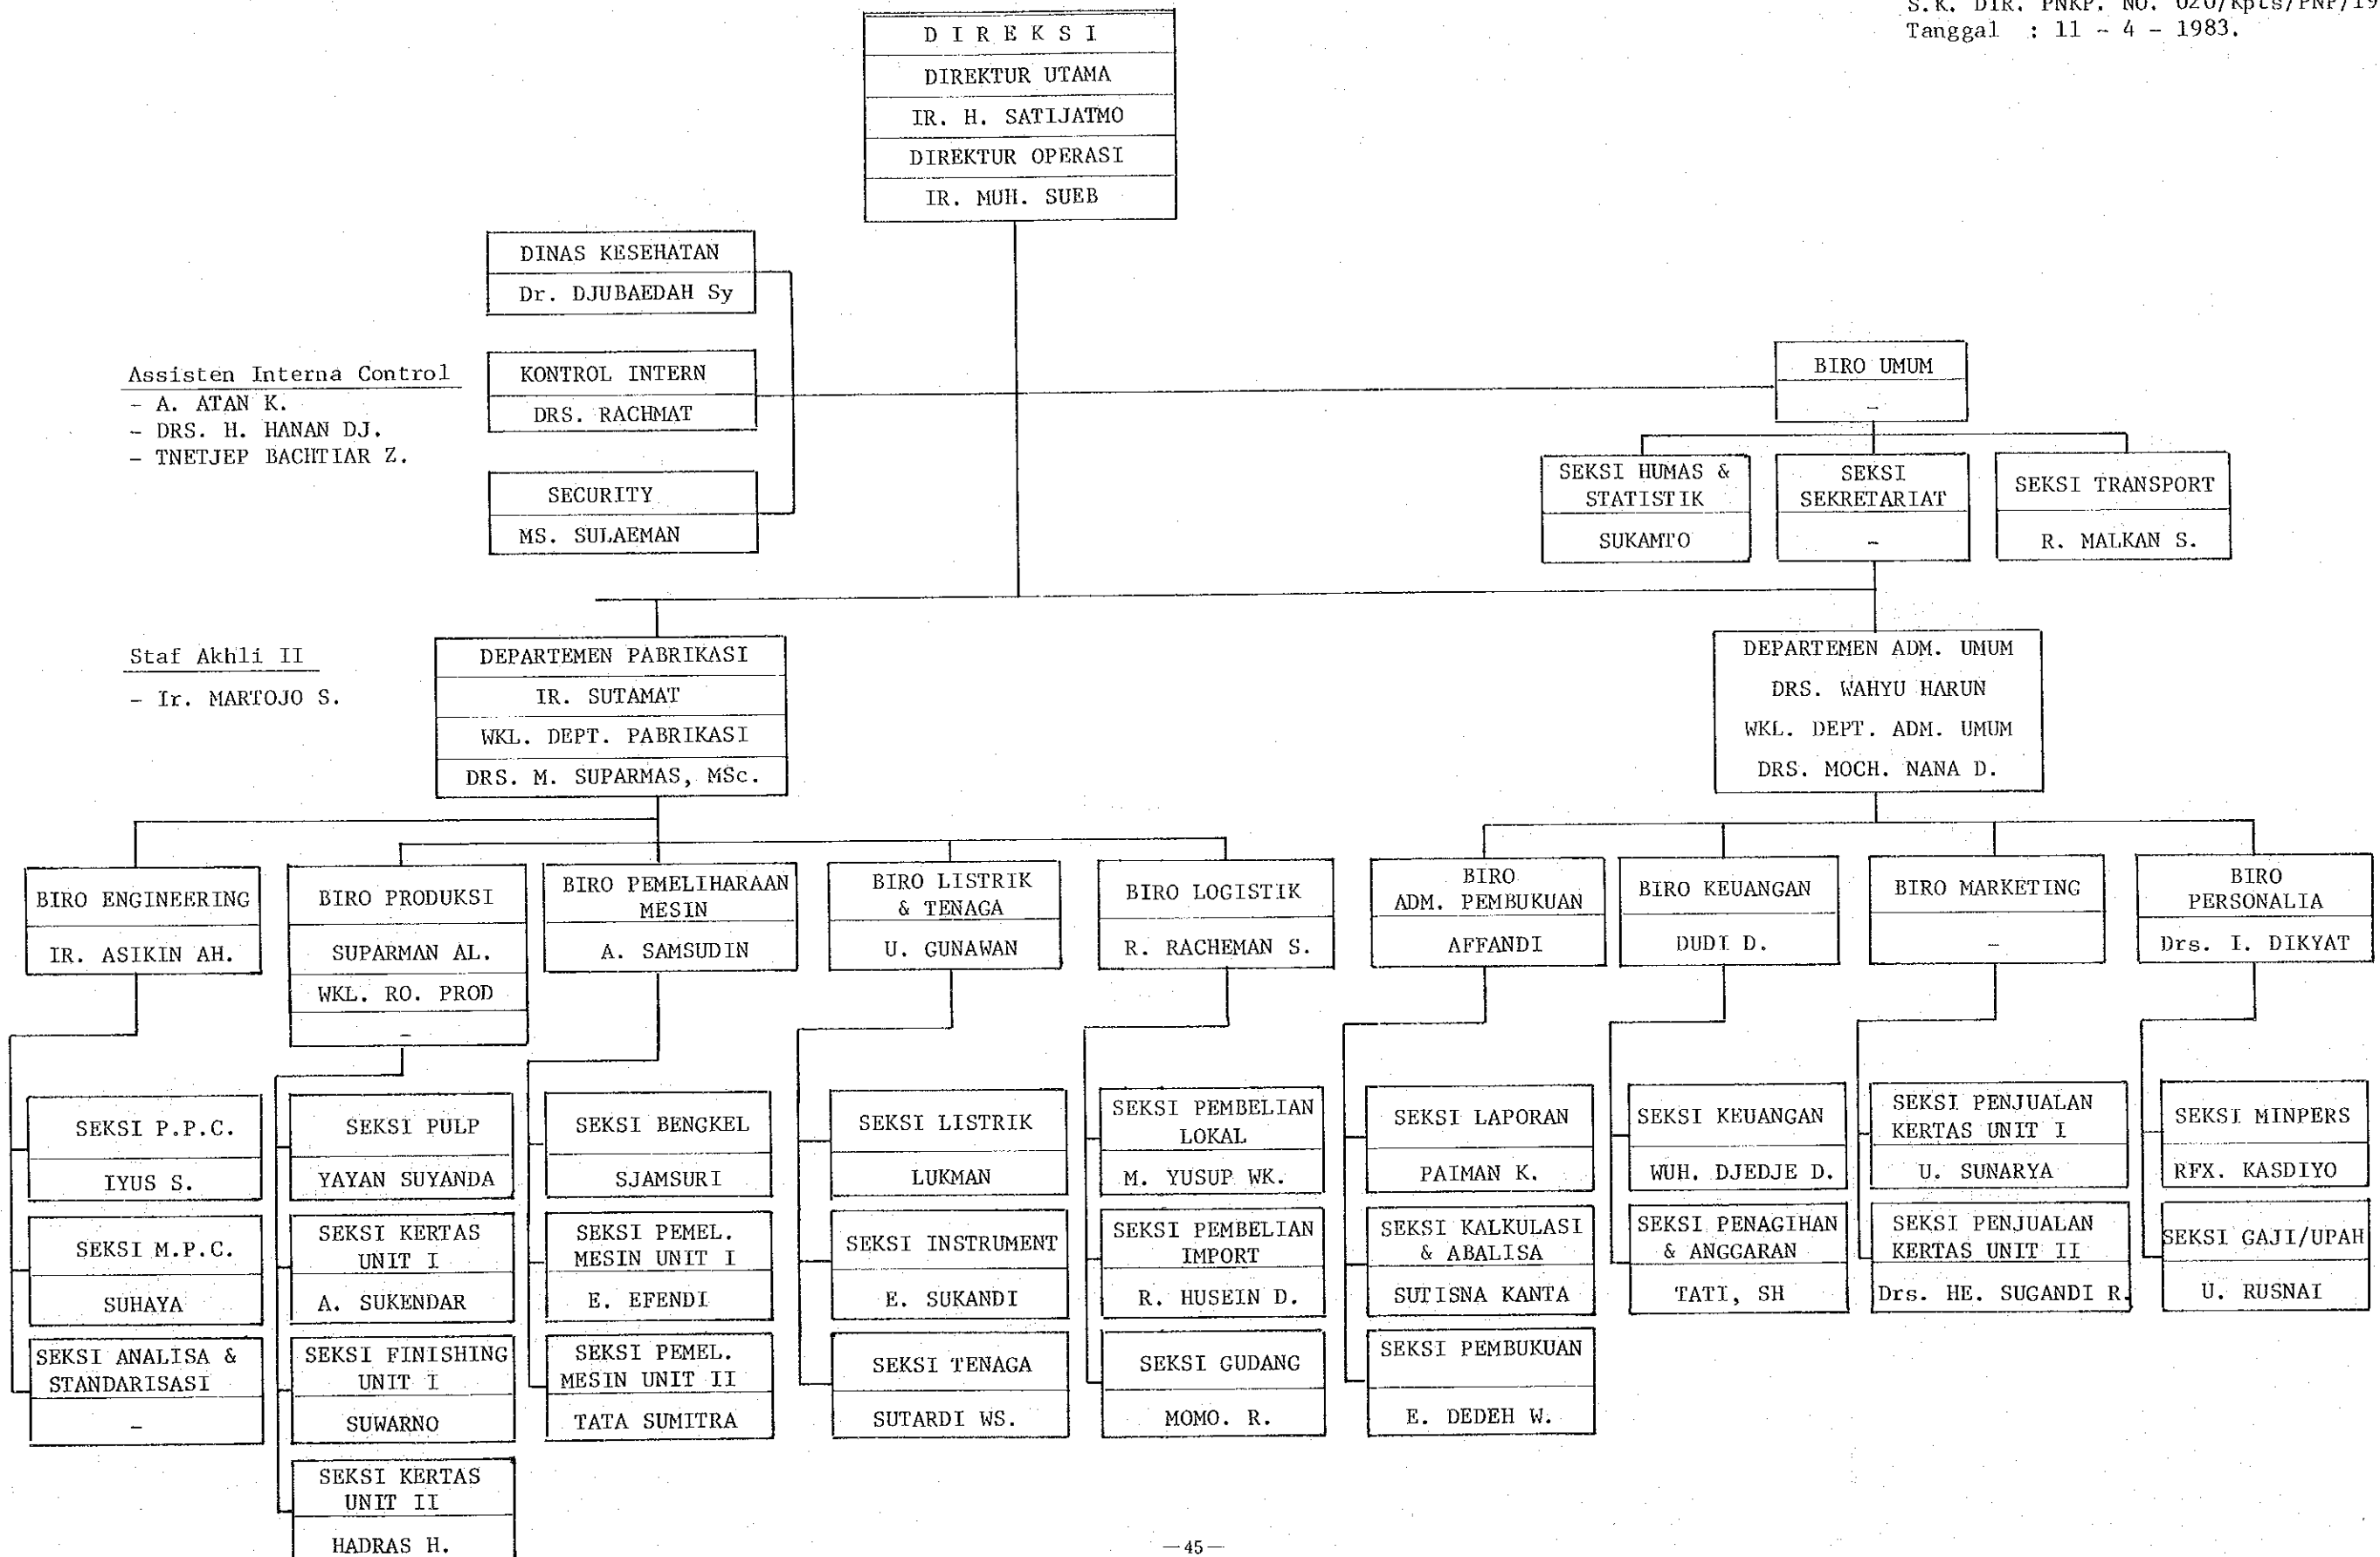 S.K. DIR. PNKP. NO. 020/Kpts/PNP/19
Tanggal : 11 - 4 - 1983.
D I R E K S I
DIREKTUR UTAMA
IR. H. SATIJATMO
DIREKTUR OPERASI
IR. MUH. SUEB
DINAS KESEHATAN
Dr. DJUBAEDAH Sy
Assisten Interna Control
- A. ATAN K.
- DRS. H. HANAN DJ.
- TNETJEP BACHTIAR Z.
KONTROL INTERN
DRS. RACHMAT
SECURITY
MS. SULAEMAN
BIRO UMUM
-
SEKSI HUMAS &
STATISTIK
SUKAMTO
SEKSI
SEKRETARIAT
-
SEKSI TRANSPORT
R. MALKAN S.
Staf Akhli II
- Ir. MARTOJO S.
DEPARTEMEN PABRIKASI
IR. SUTAMAT
WKL. DEPT. PABRIKASI
DRS. M. SUPARMAS, MSc.
DEPARTEMEN ADM. UMUM
DRS. WAHYU HARUN
WKL. DEPT. ADM. UMUM
DRS. MOCH. NANA D.
BIRO ENGINEERING
IR. ASIKIN AH.
BIRO PRODUKSI
SUPARMAN AL.
WKL. RO. PROD
-
BIRO PEMELIHARAAN
MESIN
A. SAMSUDIN
BIRO LISTRIK
& TENAGA
U. GUNAWAN
BIRO LOGISTIK
R. RACHEMAN S.
BIRO
ADM. PEMBUKUAN
AFFANDI
BIRO KEUANGAN
DUDI D.
BIRO MARKETING
-
BIRO
PERSONALIA
Drs. I. DIKYAT
SEKSI P.P.C.
IYUS S.
SEKSI M.P.C.
SUHAYA
SEKSI ANALISA &
STANDARISASI
-
SEKSI PULP
YAYAN SUYANDA
SEKSI KERTAS
UNIT I
A. SUKENDAR
SEKSI FINISHING
UNIT I
SUWARNO
SEKSI KERTAS
UNIT II
HADRAS H.
SEKSI BENGKEL
SJAMSURI
SEKSI PEMEL.
MESIN UNIT I
E. EFENDI
SEKSI PEMEL.
MESIN UNIT II
TATA SUMITRA
SEKSI LISTRIK
LUKMAN
SEKSI INSTRUMENT
E. SUKANDI
SEKSI TENAGA
SUTARDI WS.
SEKSI PEMBELIAN
LOKAL
M. YUSUP WK.
SEKSI PEMBELIAN
IMPORT
R. HUSEIN D.
SEKSI GUDANG
MOMO. R.
SEKSI LAPORAN
PAIMAN K.
SEKSI KALKULASI
& ABALISA
SUTISNA KANTA
SEKSI PEMBUKUAN
E. DEDEH W.
SEKSI KEUANGAN
WUH. DJEDJE D.
SEKSI PENAGIHAN
& ANGGARAN
TATI, SH
SEKSI PENJUALAN
KERTAS UNIT I
U. SUNARYA
SEKSI PENJUALAN
KERTAS UNIT II
Drs. HE. SUGANDI R.
SEKSI MINPERS
RFX. KASDIYO
SEKSI GAJI/UPAH
U. RUSNAI
—45—